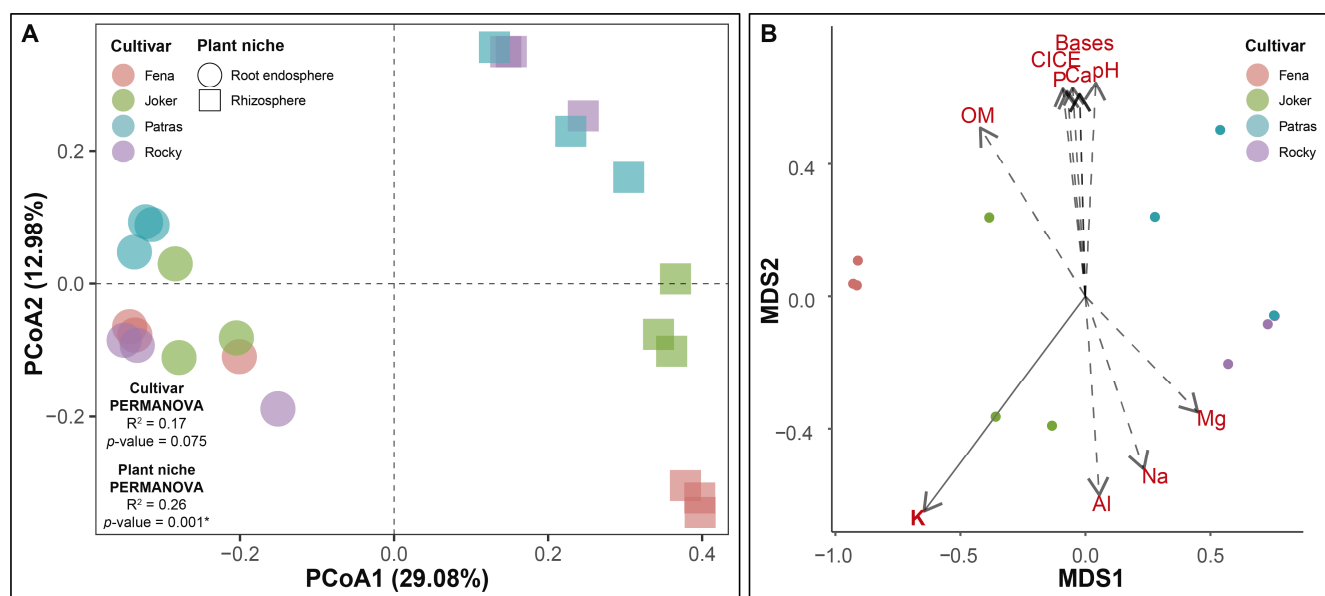 A
Cultivar
Fena
Joker
Patras
Rocky
Plant niche
Root endosphere
Rhizosphere
PCoA2 (12.98%)
0.2
0.0
−0.2
Cultivar
PERMANOVA
R² = 0.17
p-value = 0.075
Plant niche
PERMANOVA
R² = 0.26
p-value = 0.001*
−0.2
0.0
0.2
0.4
PCoA1 (29.08%)
B
Bases
CICE
P Ca pH
OM
Cultivar
Fena
Joker
Patras
Rocky
MDS2
0.4
0.0
−0.4
Mg
Na
Al
K
−1.0
−0.5
0.0
0.5
MDS1